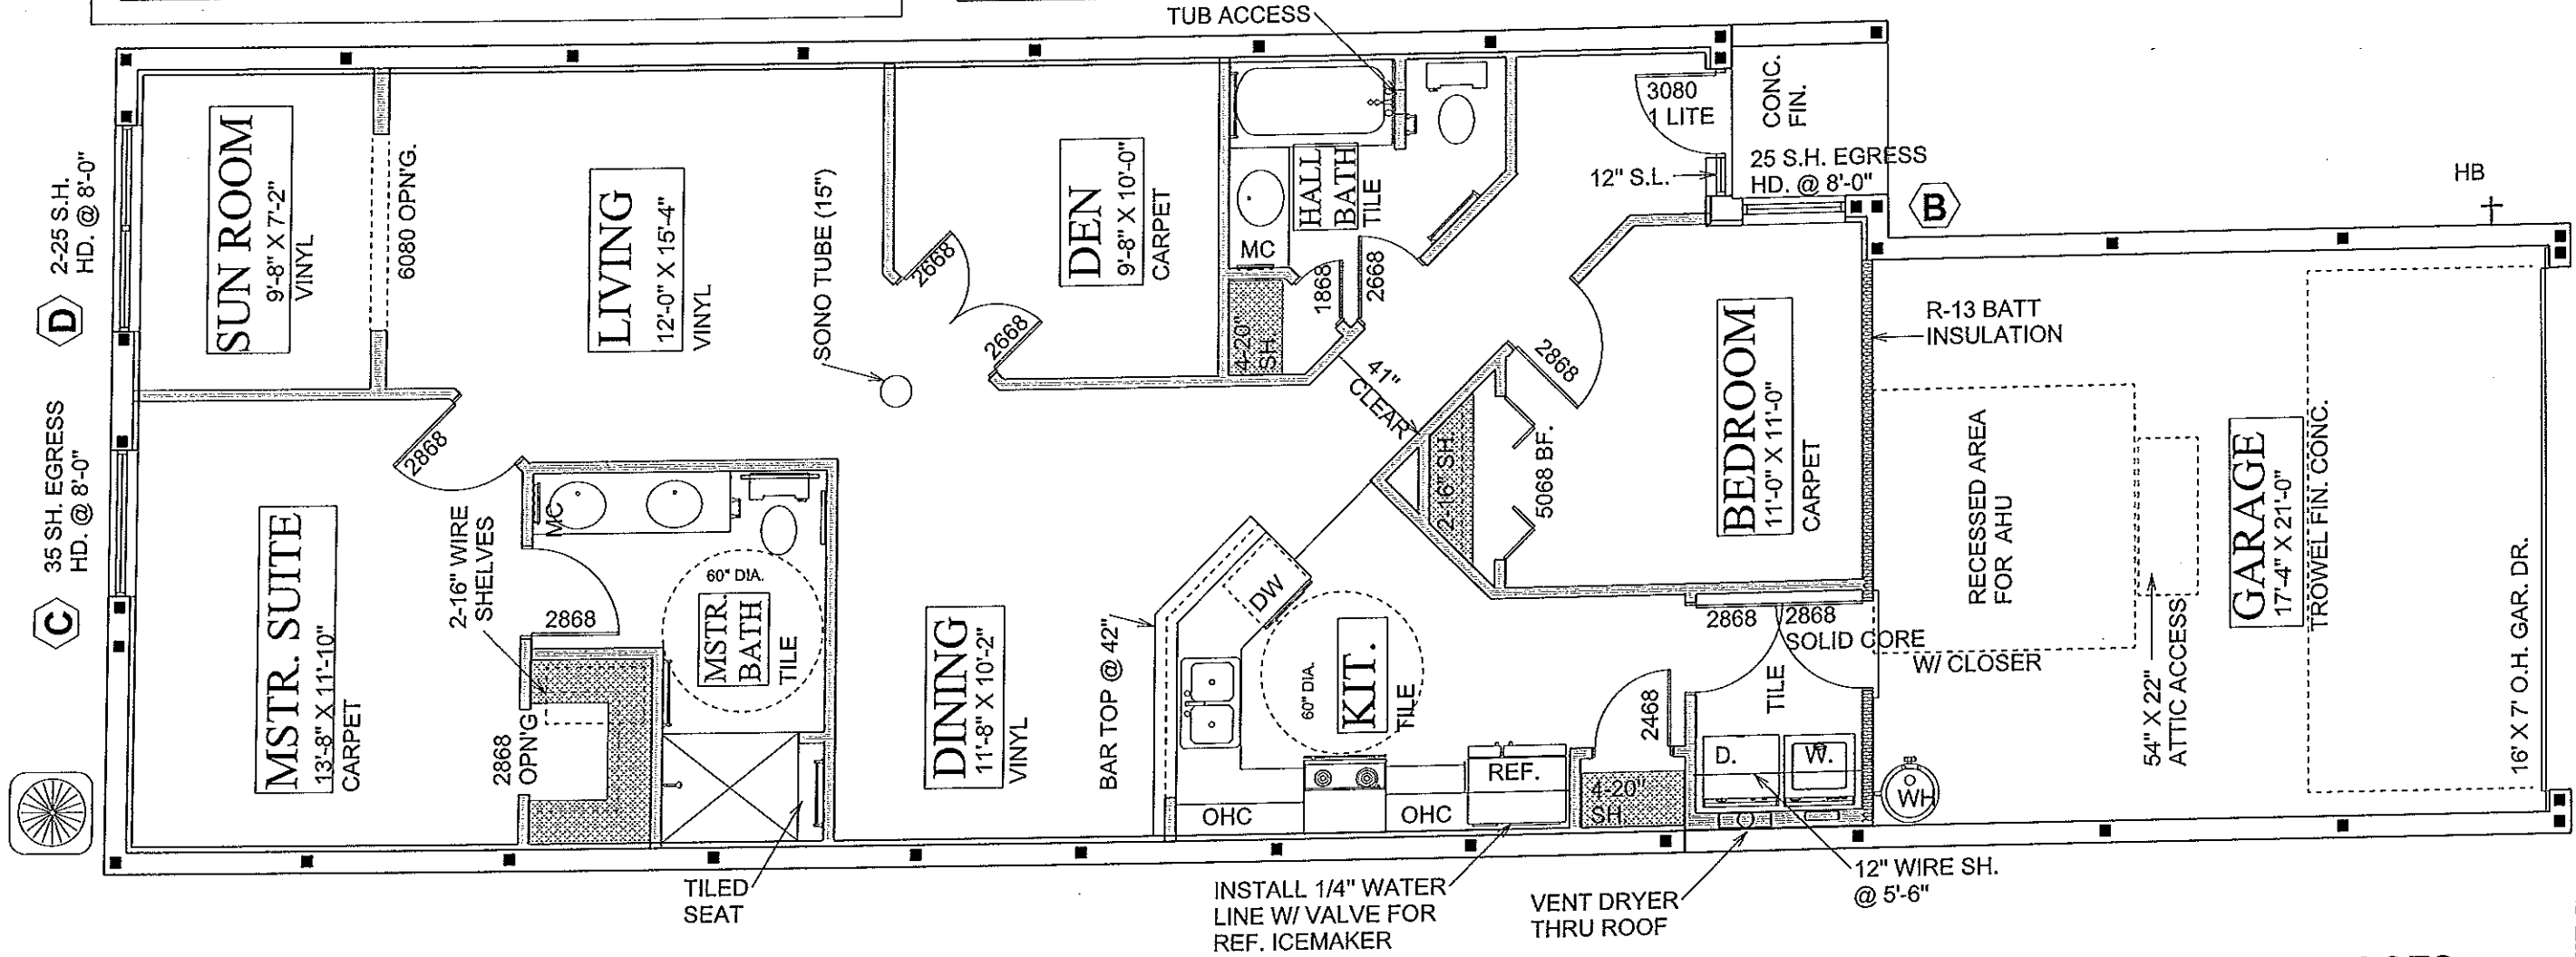 TUB ACCESS
2-25 S.H.
HD. @ 8'-0"
D
35 SH. EGRESS
HD. @ 8'-0"
C
SUN ROOM
9'-8" X 7'-2"
VINYL
6080 OPN'G.
LIVING
12'-0" X 15'-4"
VINYL
SONO TUBE (15")
2668
2668
DEN
9'-8" X 10'-0"
CARPET
HALL
BATH
TILE
MC
4-20"
SH.
1868
2668
41"
CLEAR
3080
1 LITE
CONC.
FIN.
12" S.L.
25 S.H. EGRESS
HD. @ 8'-0"
B
HB
2868
MSTR. SUITE
13'-8" X 11'-10"
CARPET
2-16" WIRE
SHELVES
MC
2868
2868
OPN'G
60" DIA.
MSTR.
BATH
TILE
TILED
SEAT
DINING
11'-8" X 10'-2"
VINYL
BAR TOP @ 42"
DW
60" DIA.
KIT.
TILE
OHC
OHC
REF.
INSTALL 1/4" WATER
LINE W/ VALVE FOR
REF. ICEMAKER
2-16" SH.
5068 BF.
2868
BEDROOM
11'-0" X 11'-0"
CARPET
R-13 BATT
INSULATION
2868
2868
SOLID CORE
W/ CLOSER
TILE
2468
4-20"
SH.
D.
W.
WH
VENT DRYER
THRU ROOF
12" WIRE SH.
@ 5'-6"
RECESSED AREA
FOR AHU
54" X 22"
ATTIC ACCESS
GARAGE
17'-4" X 21'-0"
TROWEL FIN. CONC.
16' X 7' O.H. GAR. DR.